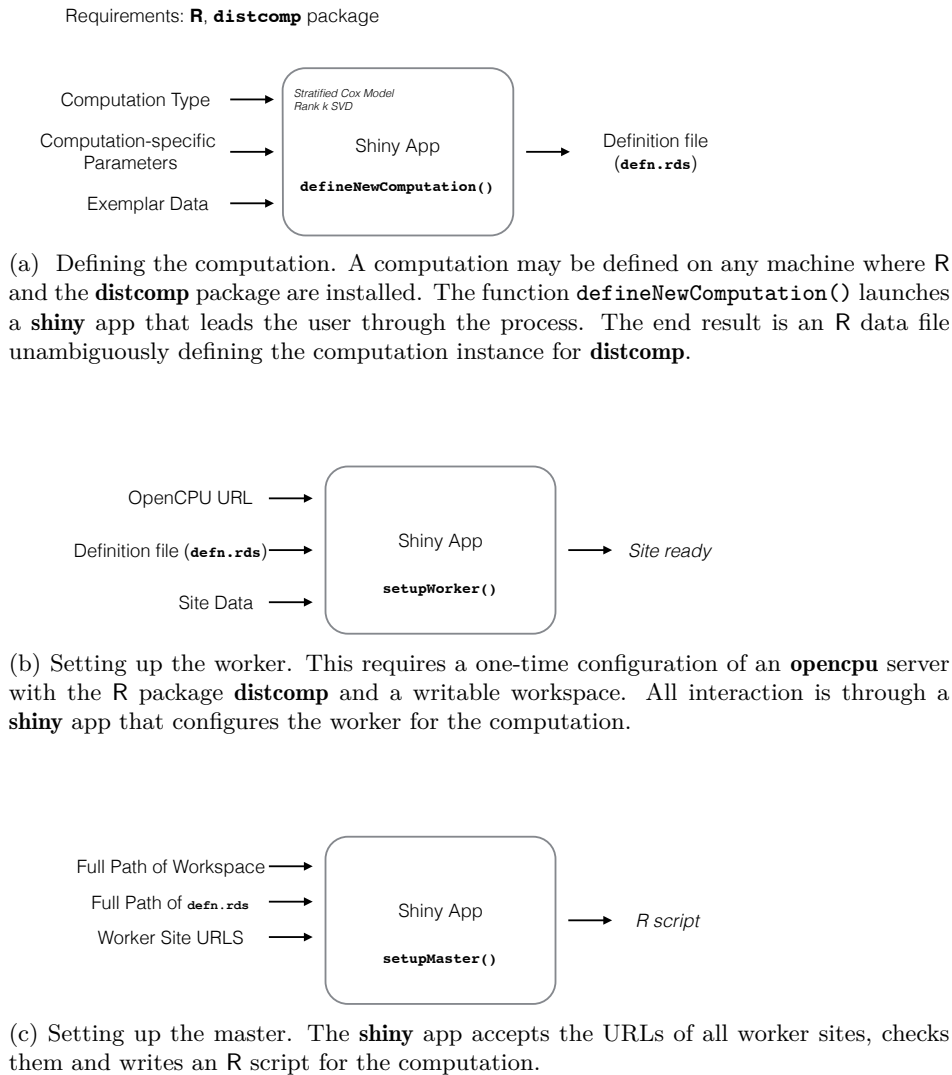 Requirements: R, distcomp package
Computation Type
Computation-specific
Parameters
Exemplar Data
Stratified Cox Model
Rank k SVD
Shiny App
defineNewComputation()
Definition file
(defn.rds)
(a) Defining the computation. A computation may be defined on any machine where R
and the distcomp package are installed. The function defineNewComputation() launches
a shiny app that leads the user through the process. The end result is an R data file
unambiguously defining the computation instance for distcomp.
OpenCPU URL
Definition file (defn.rds)
Site Data
Shiny App
setupWorker()
Site ready
(b) Setting up the worker. This requires a one-time configuration of an opencpu server
with the R package distcomp and a writable workspace. All interaction is through a
shiny app that configures the worker for the computation.
Full Path of Workspace
Full Path of defn.rds
Worker Site URLS
Shiny App
setupMaster()
R script
(c) Setting up the master. The shiny app accepts the URLs of all worker sites, checks
them and writes an R script for the computation.